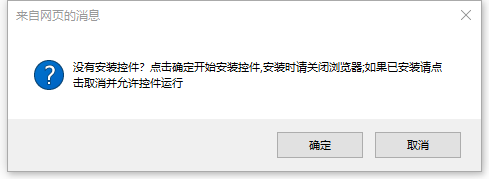 来自网页的消息
没有安装控件？点击确定开始安装控件,安装时请关闭浏览器;如果已安装请点
击取消并允许控件运行
确定
取消